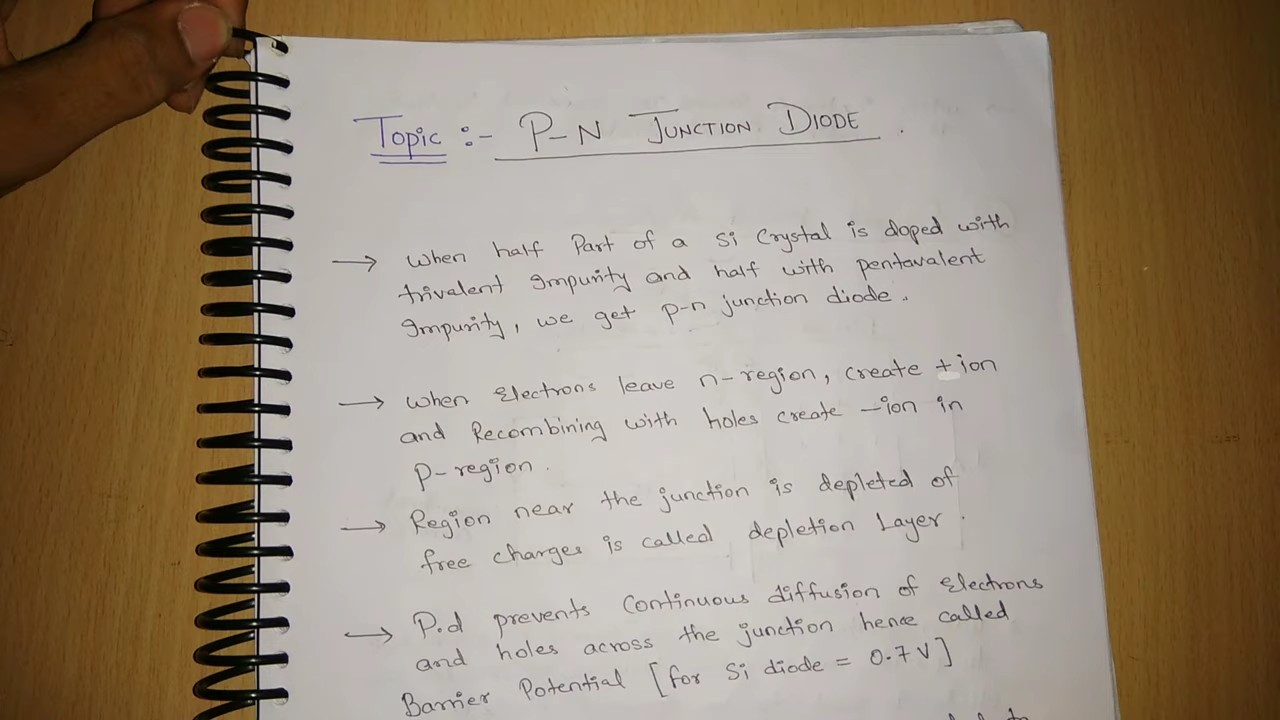 Topic :- P-N JUNCTION DIODE .
→ When half Part of a Si Crystal is doped with
trivalent Impurity and half with pentavalent
Impurity, we get p-n junction diode.
→ When Electrons leave n-region, create +ion
and Recombining with holes create -ion in
P-region.
→ Region near the junction is depleted of
free charges is called depletion Layer.
→ P.d prevents Continuous diffusion of Electrons
and holes across the junction hence called
Barrier Potential [for Si diode = 0.7V]